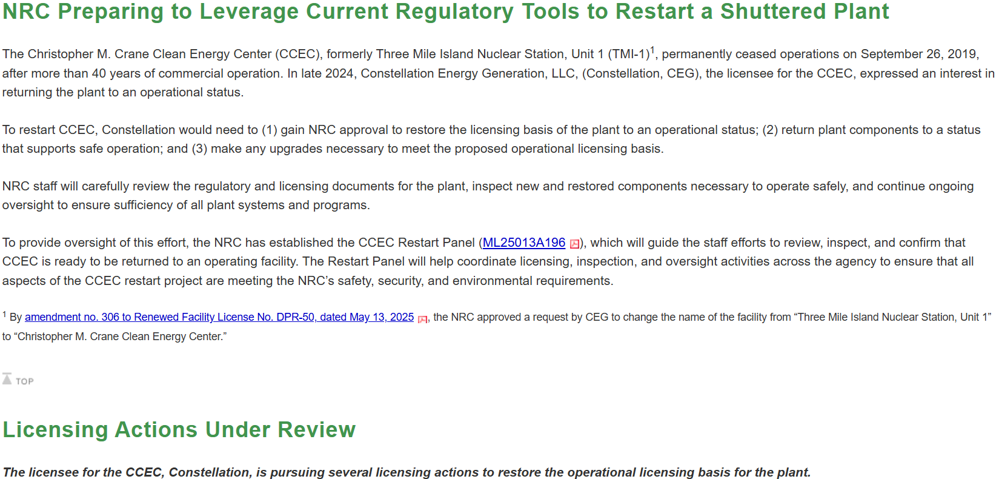 NRC Preparing to Leverage Current Regulatory Tools to Restart a Shuttered Plant
The Christopher M. Crane Clean Energy Center (CCEC), formerly Three Mile Island Nuclear Station, Unit 1 (TMI-1)1, permanently ceased operations on September 26, 2019,
after more than 40 years of commercial operation. In late 2024, Constellation Energy Generation, LLC, (Constellation, CEG), the licensee for the CCEC, expressed an interest in
returning the plant to an operational status.
To restart CCEC, Constellation would need to (1) gain NRC approval to restore the licensing basis of the plant to an operational status; (2) return plant components to a status
that supports safe operation; and (3) make any upgrades necessary to meet the proposed operational licensing basis.
NRC staff will carefully review the regulatory and licensing documents for the plant, inspect new and restored components necessary to operate safely, and continue ongoing
oversight to ensure sufficiency of all plant systems and programs.
To provide oversight of this effort, the NRC has established the CCEC Restart Panel (ML25013A196), which will guide the staff efforts to review, inspect, and confirm that
CCEC is ready to be returned to an operating facility. The Restart Panel will help coordinate licensing, inspection, and oversight activities across the agency to ensure that all
aspects of the CCEC restart project are meeting the NRC’s safety, security, and environmental requirements.
1 By amendment no. 306 to Renewed Facility License No. DPR-50, dated May 13, 2025, the NRC approved a request by CEG to change the name of the facility from “Three Mile Island Nuclear Station, Unit 1”
to “Christopher M. Crane Clean Energy Center.”
TOP
Licensing Actions Under Review
The licensee for the CCEC, Constellation, is pursuing several licensing actions to restore the operational licensing basis for the plant.